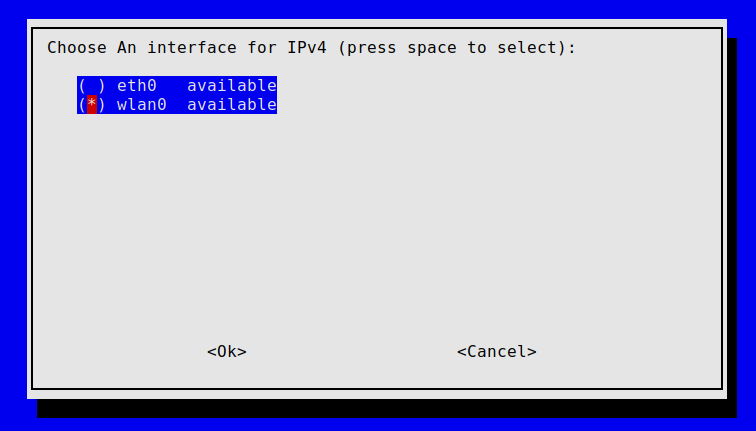 Choose An interface for IPv4 (press space to select):
( ) eth0   available
(*) wlan0  available
<Ok>                     <Cancel>